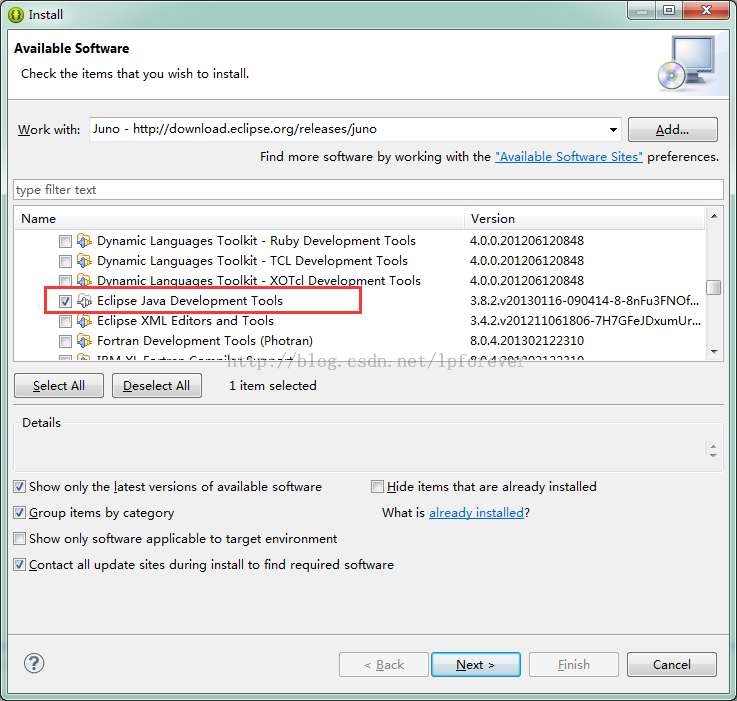 Install
Available Software
Check the items that you wish to install.
Work with: Juno - http://download.eclipse.org/releases/juno Add...
Find more software by working with the "Available Software Sites" preferences.
type filter text
Name Version
Dynamic Languages Toolkit - Ruby Development Tools 4.0.0.201206120848
Dynamic Languages Toolkit - TCL Development Tools 4.0.0.201206120848
Dynamic Languages Toolkit - XOTcl Development Tools 4.0.0.201206120848
Eclipse Java Development Tools 3.8.2.v20130116-090414-8-8nFu3FNOf...
Eclipse XML Editors and Tools 3.4.2.v201211061806-7H7GFeJDxumUr...
Fortran Development Tools (Photran) 8.0.4.201302122310
IBM XL Fortran Compiler Support 8.0.4.201302122310
http://blog.csdn.net/lpforever
Select All Deselect All 1 item selected
Details
Show only the latest versions of available software Hide items that are already installed
Group items by category What is already installed?
Show only software applicable to target environment
Contact all update sites during install to find required software
? < Back Next > Finish Cancel